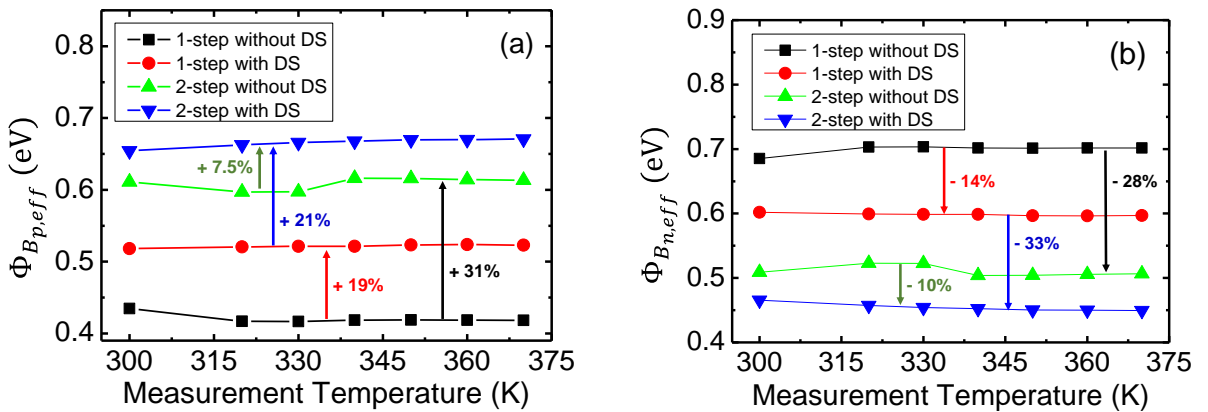 (a)
1-step without DS
1-step with DS
2-step without DS
2-step with DS
0.8
0.7
0.6
0.5
0.4
Φ_{B_{p,eff}} (eV)
+ 7.5%
+ 21%
+ 19%
+ 31%
300 315 330 345 360 375
Measurement Temperature (K)
(b)
1-step without DS
1-step with DS
2-step without DS
2-step with DS
0.9
0.8
0.7
0.6
0.5
0.4
Φ_{B_{n,eff}} (eV)
- 14%
- 28%
- 33%
- 10%
300 315 330 345 360 375
Measurement Temperature (K)